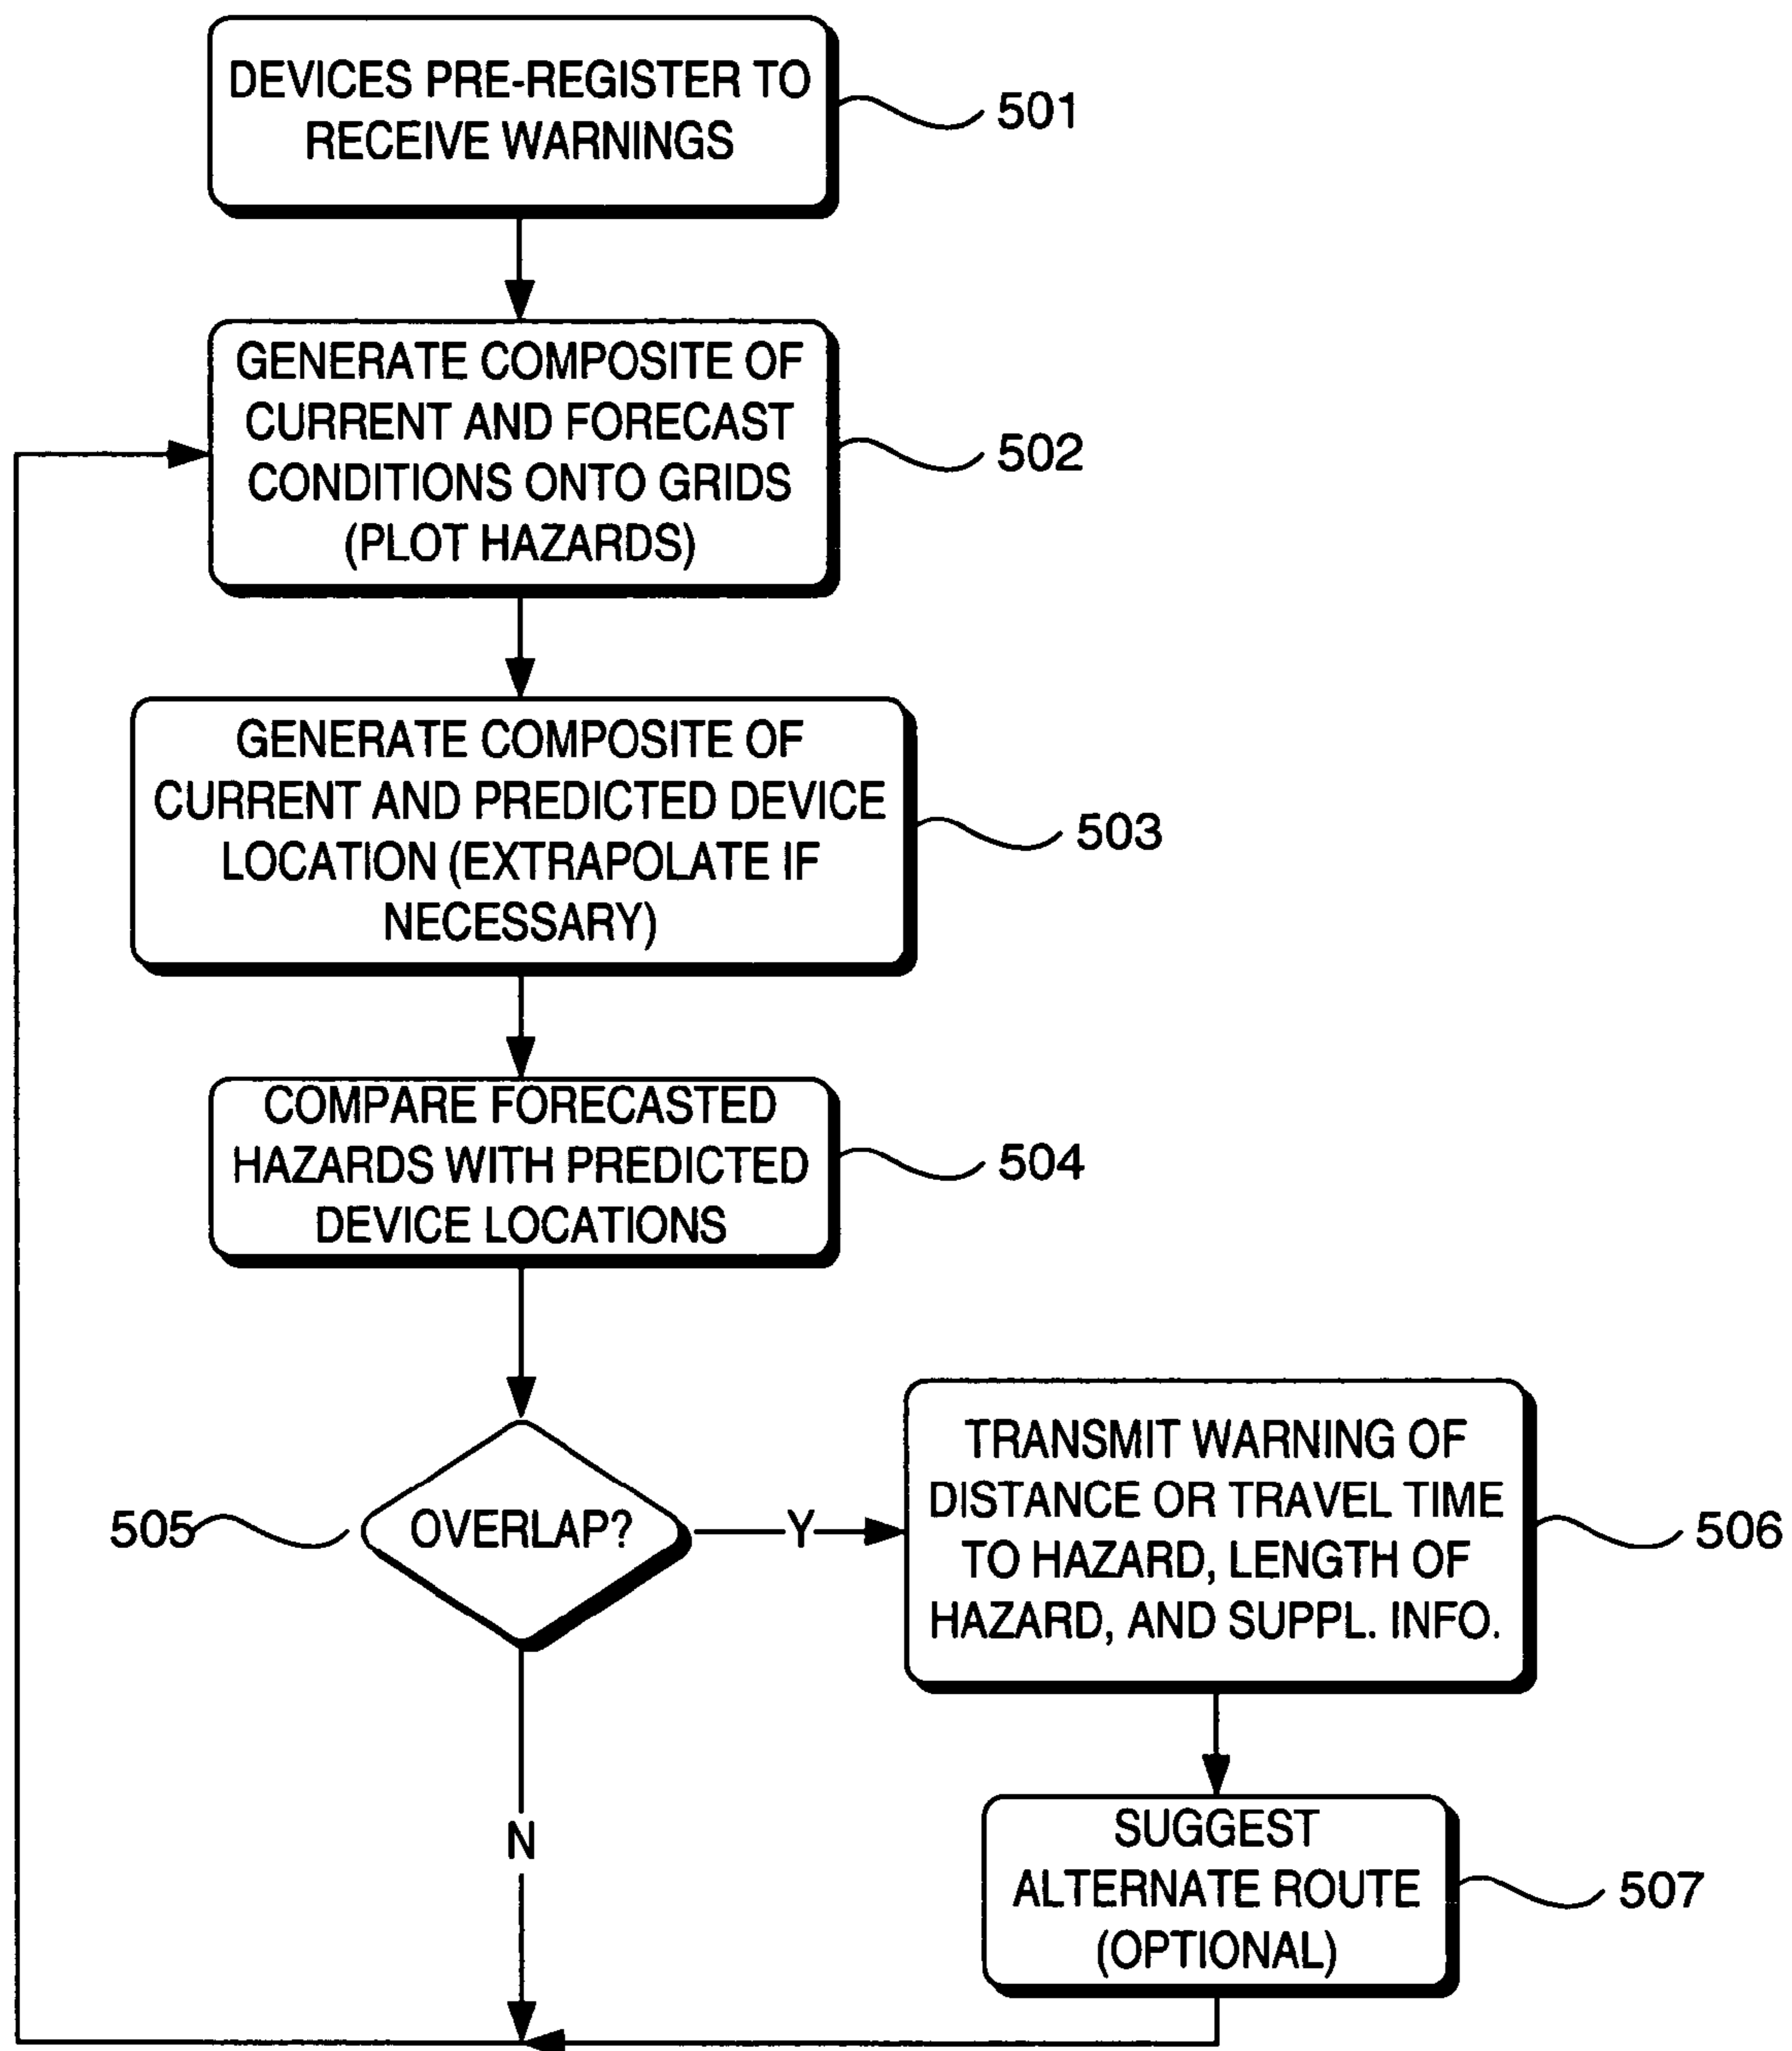 DEVICES PRE-REGISTER TO
RECEIVE WARNINGS
501
GENERATE COMPOSITE OF
CURRENT AND FORECAST
CONDITIONS ONTO GRIDS
(PLOT HAZARDS)
502
GENERATE COMPOSITE OF
CURRENT AND PREDICTED DEVICE
LOCATION (EXTRAPOLATE IF
NECESSARY)
503
COMPARE FORECASTED
HAZARDS WITH PREDICTED
DEVICE LOCATIONS
504
505
OVERLAP?
Y
TRANSMIT WARNING OF
DISTANCE OR TRAVEL TIME
TO HAZARD, LENGTH OF
HAZARD, AND SUPPL. INFO.
506
N
SUGGEST
ALTERNATE ROUTE
(OPTIONAL)
507